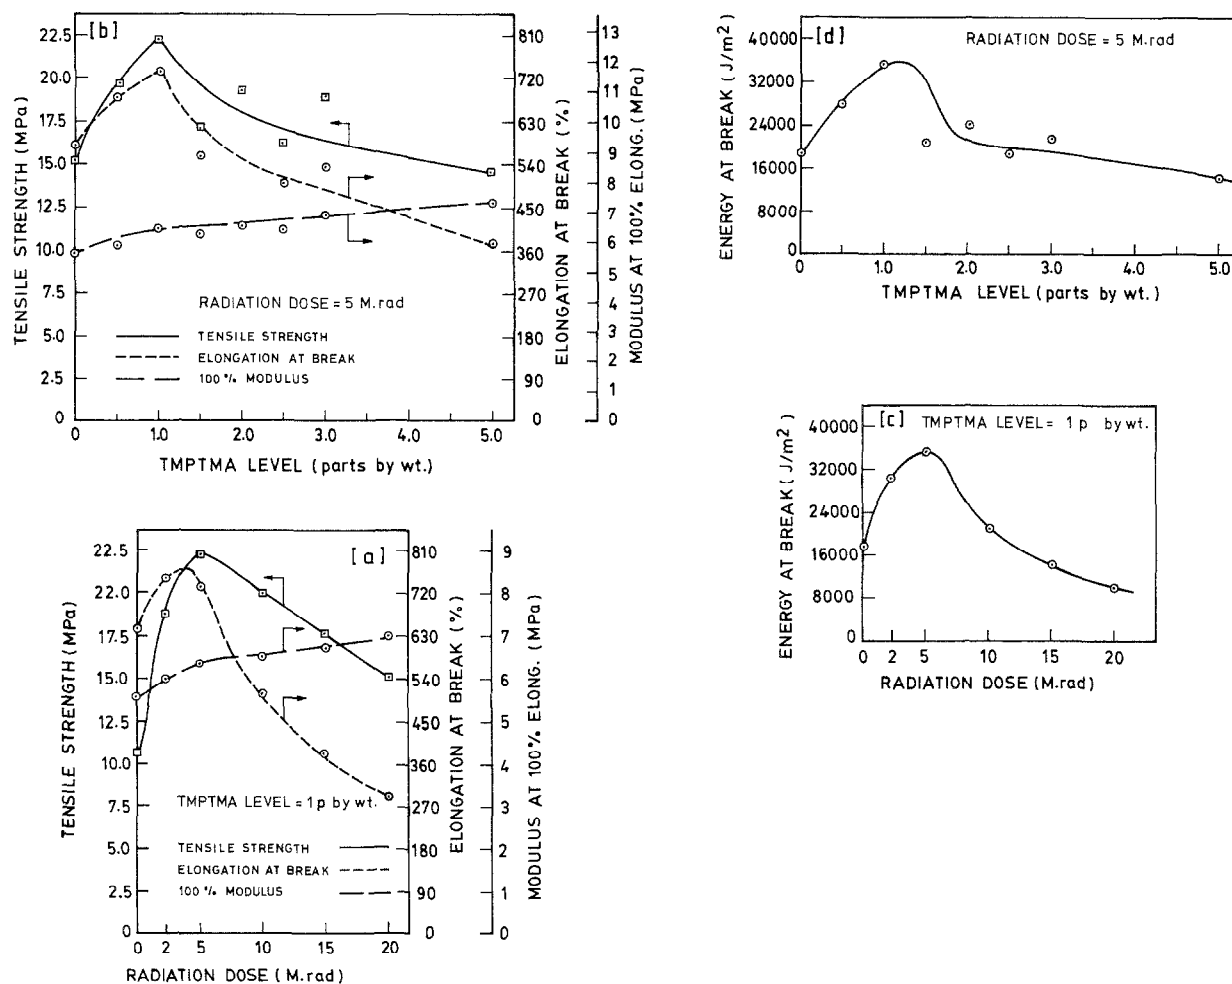 [b]
TENSILE STRENGTH (MPa)
22.5
20.0
17.5
15.0
12.5
10.0
7.5
5.0
2.5
0
RADIATION DOSE = 5 M.rad
TENSILE STRENGTH
ELONGATION AT BREAK
100% MODULUS
0 1.0 2.0 3.0 4.0 5.0
TMPTMA LEVEL (parts by wt.)
810
720
630
540
450
360
270
180
90
0
ELONGATION AT BREAK (%)
13
12
11
10
9
8
7
6
5
4
3
2
1
0
MODULUS AT 100% ELONG. (MPa)
[d] RADIATION DOSE = 5 M.rad
ENERGY AT BREAK (J/m2)
40000
32000
24000
16000
8000
0
0 1.0 2.0 3.0 4.0 5.0
TMPTMA LEVEL (parts by wt.)
[c] TMPTMA LEVEL = 1 p by wt.
ENERGY AT BREAK (J/m2)
40000
32000
24000
16000
8000
0
0 2 5 10 15 20
RADIATION DOSE (M.rad)
[a]
TENSILE STRENGTH (MPa)
22.5
22.0
17.5
15.0
12.5
10.0
7.5
5.0
2.5
0
TMPTMA LEVEL = 1p by wt.
TENSILE STRENGTH
ELONGATION AT BREAK
100% MODULUS
0 2 5 10 15 20
RADIATION DOSE (M.rad)
810
720
630
540
450
360
270
180
90
0
ELONGATION AT BREAK (%)
9
8
7
6
5
4
3
2
1
0
MODULUS AT 100% ELONG. (MPa)